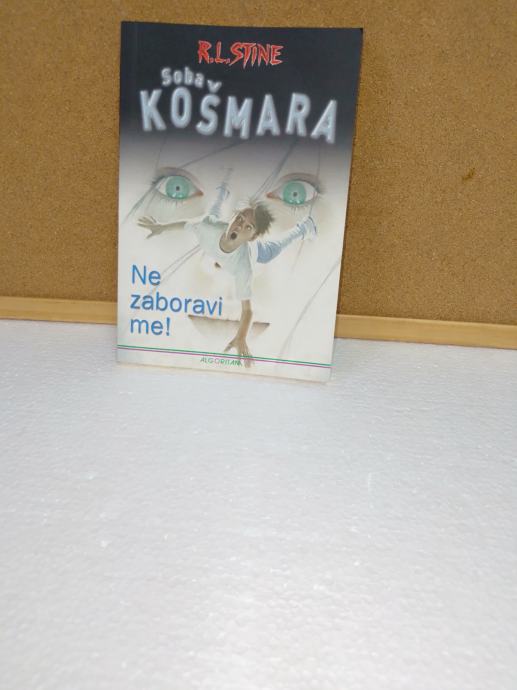 R.L.STINE
Soba
KOŠMARA
Ne
zaboravi
me!
ALGORITAM